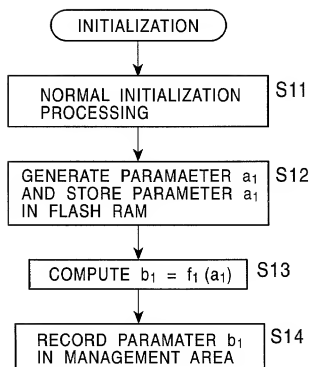 INITIALIZATION
NORMAL INITIALIZATION S11
PROCESSING
GENERATE PARAMAETER a₁ S12
AND STORE PARAMETER a₁
IN FLASH RAM
COMPUTE b₁ = f₁ (a₁) S13
RECORD PARAMATER b₁ S14
IN MANAGEMENT AREA